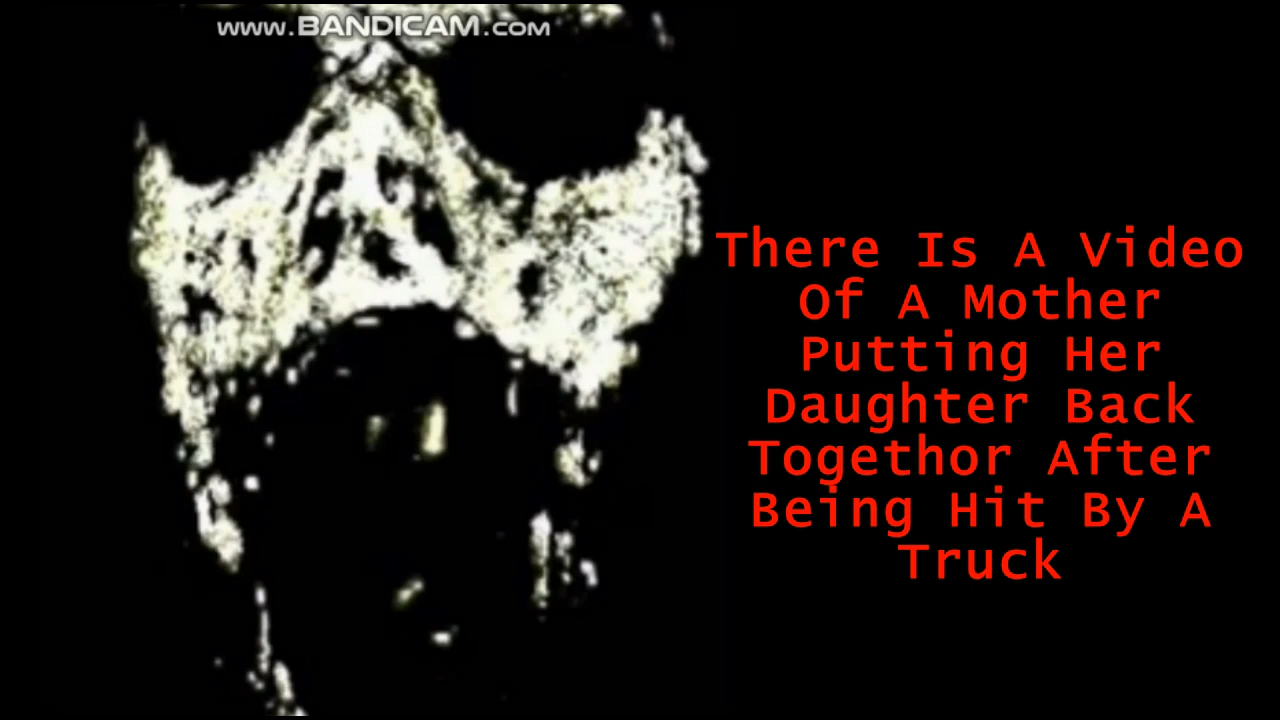 www.BANDICAM.com
There Is A Video
Of A Mother
Putting Her
Daughter Back
Togethor After
Being Hit By A
Truck